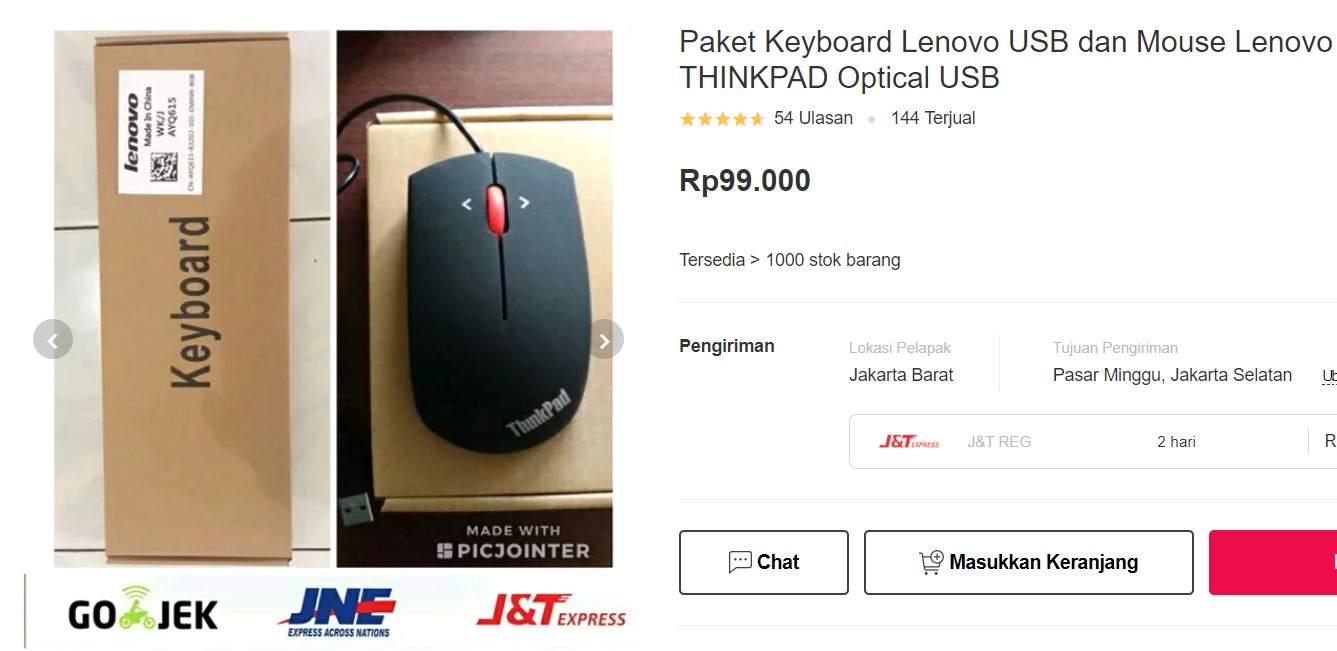 lenovo
Made In China
WK/J
AYQ615
Keyboard
ThinkPad
MADE WITH
PICJOINTER
GO JEK
JNE
EXPRESS ACROSS NATIONS
J&T EXPRESS
Paket Keyboard Lenovo USB dan Mouse Lenovo
THINKPAD Optical USB
54 Ulasan
144 Terjual
Rp99.000
Tersedia > 1000 stok barang
Pengiriman
Lokasi Pelapak
Jakarta Barat
Tujuan Pengiriman
Pasar Minggu, Jakarta Selatan
J&T EXPRESS
J&T REG
2 hari
R
Chat
Masukkan Keranjang